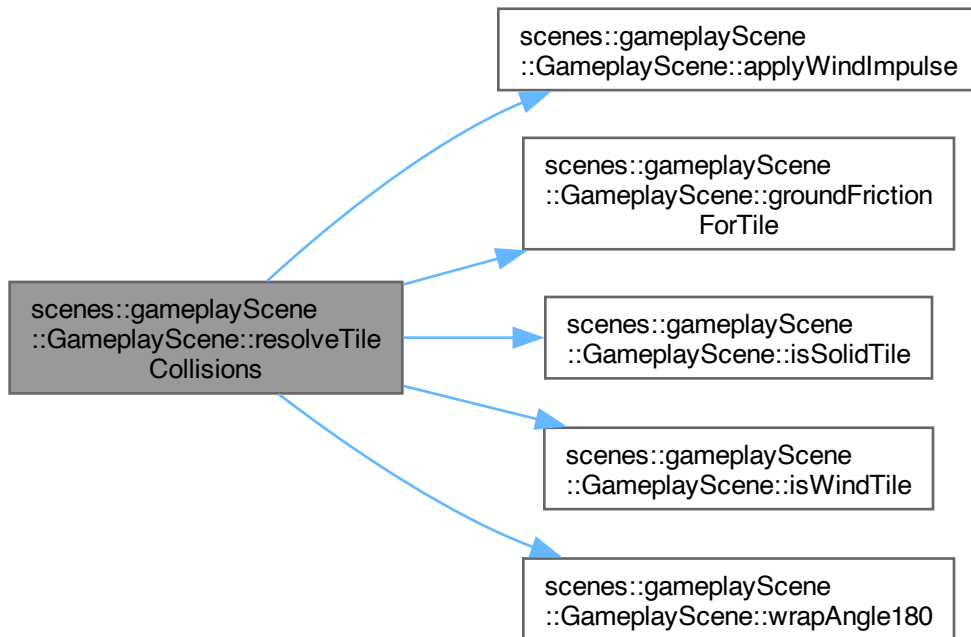 scenes::gameplayScene
::GameplayScene::applyWindImpulse
scenes::gameplayScene
::GameplayScene::groundFriction
ForTile
scenes::gameplayScene
::GameplayScene::resolveTile
Collisions
scenes::gameplayScene
::GameplayScene::isSolidTile
scenes::gameplayScene
::GameplayScene::isWindTile
scenes::gameplayScene
::GameplayScene::wrapAngle180